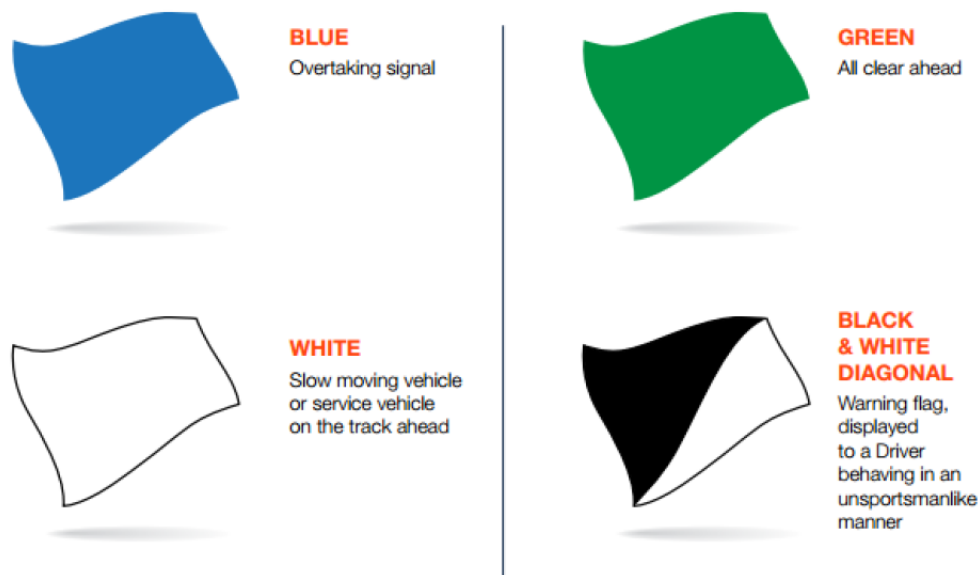 BLUE
Overtaking signal
GREEN
All clear ahead
WHITE
Slow moving vehicle
or service vehicle
on the track ahead
BLACK
& WHITE
DIAGONAL
Warning flag,
displayed
to a Driver
behaving in an
unsportsmanlike
manner